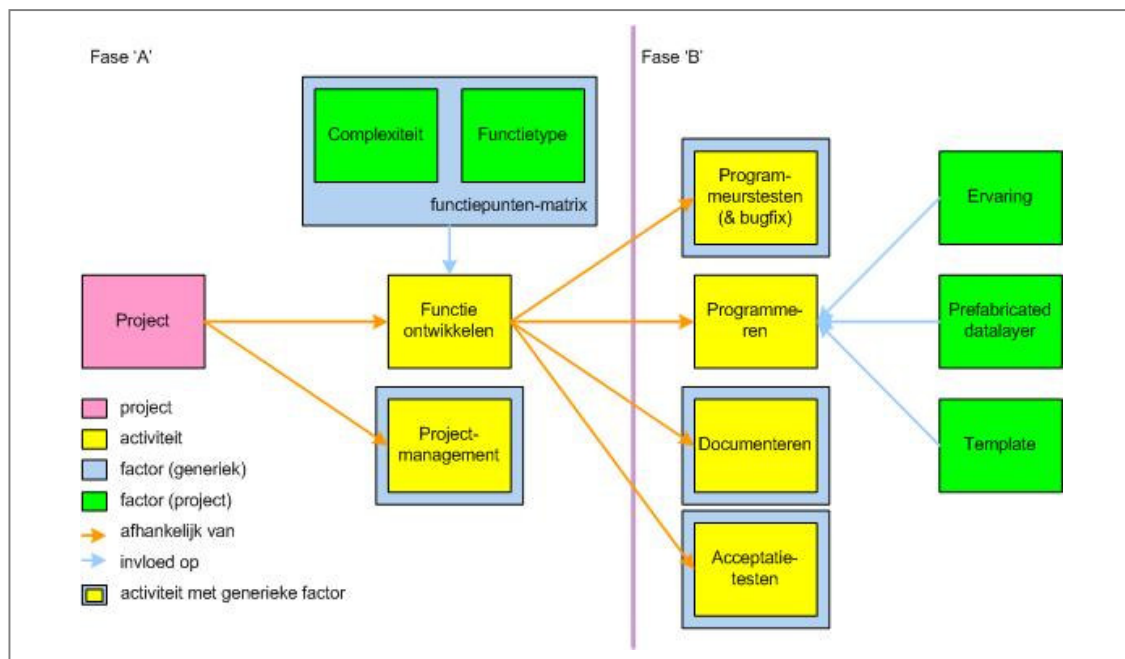 Fase 'A'
Fase 'B'
Complexiteit
Functietype
functiepunten-matrix
Program-
meurstesten
(& bugfix)
Ervaring
Project
Functie
ontwikkelen
Programme-
ren
Prefabricated
datalayer
Project-
management
Documenteren
Template
Acceptatie-
testen
project
activiteit
factor (generiek)
factor (project)
afhankelijk van
invloed op
activiteit met generieke factor